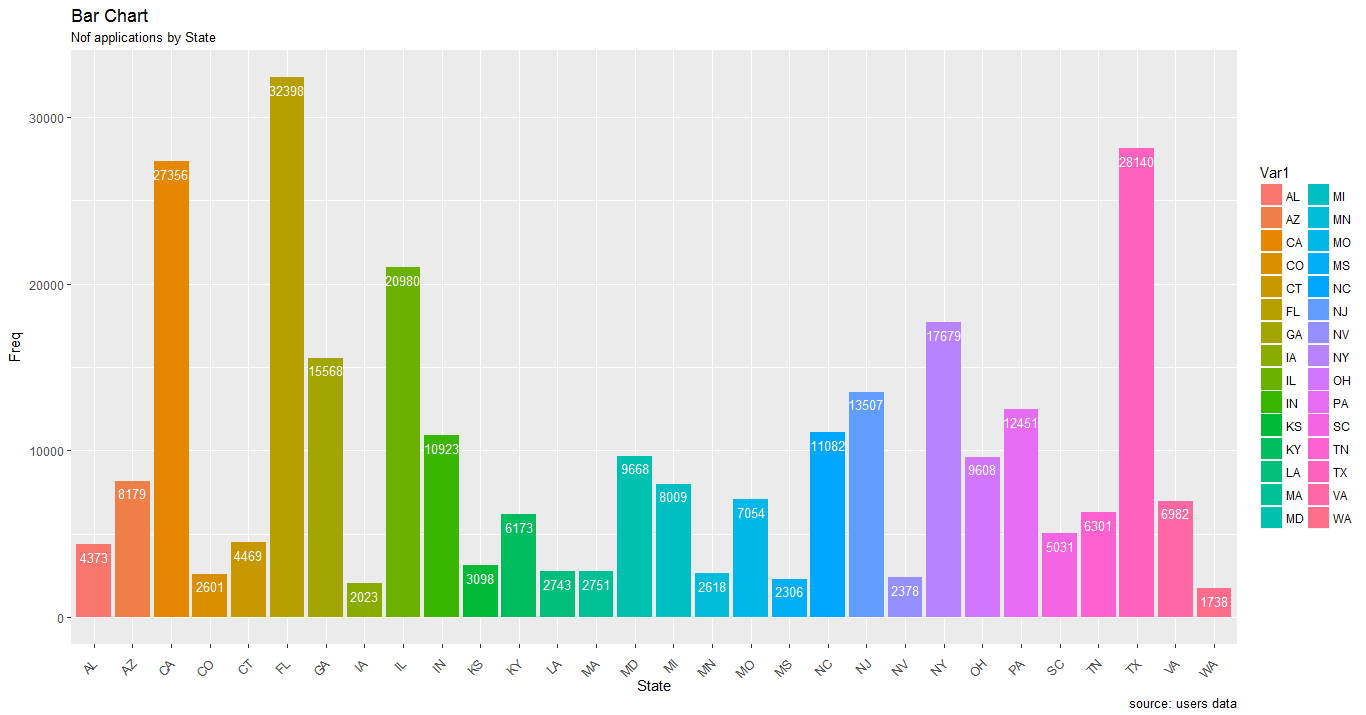 Bar Chart
Nof applications by State
Freq
30000
20000
10000
0
4373
8179
27356
2601
4469
32398
15568
2023
20980
10923
3098
6173
2743
2751
9668
8009
2618
7054
2306
11082
13507
2378
17679
9608
12451
5031
6301
28140
6982
1738
AL AZ CA CO CT FL GA IA IL IN KS KY LA MA MD MI MN MO MS NC NJ NV NY OH PA SC TN TX VA WA
State
source: users data
Var1
AL MI
AZ MN
CA MO
CO MS
CT NC
FL NJ
GA NV
IA NY
IL OH
IN PA
KS SC
KY TN
LA TX
MA VA
MD WA